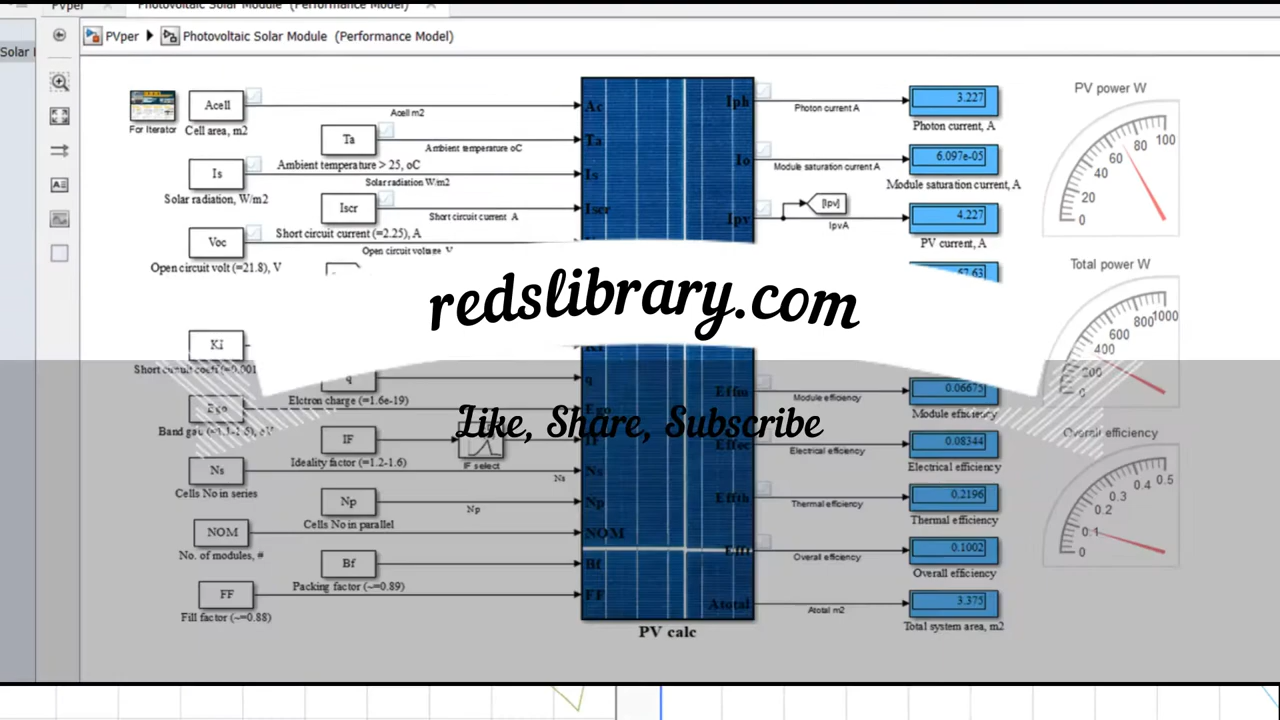 PVper
Photovoltaic Solar Module (Performance Model)
PVper Photovoltaic Solar Module (Performance Model)
Solar
For Iterator
Acell
Cell area, m2
Acell m2
Ac
Ta
Ambient temperature > 25, oC
Ambient temperature oC
Ta
Is
Solar radiation, W/m2
Solar radiation W/m2
Is
Iscr
Short circuit current (=2.25), A
Short circuit current A
Iscr
Voc
Open circuit volt (=21.8), V
Open circuit voltage V
Iph
Photon current A
3.227
Photon current, A
Io
Module saturation current A
6.097e-05
Module saturation current, A
Ipv
[Ipv]
IpvA
4.227
PV current, A
67.63
PV power W
0 20 40 60 80 100
Total power W
0 200 400 600 800 1000
redslibrary.com
Like, Share, Subscribe
Ki
Short circuit coefi (=0.001
q
Elctron charge (=1.6e-19)
q
Ego
Band gau
Ego
IF
Ideality factor (=1.2-1.6)
IF select
Ns
Cells No in series
Ns
Ns
Np
Cells No in parallel
Np
Np
NOM
No. of modules, #
NOM
Bf
Packing factor (~=0.89)
Bf
FF
Fill factor (~=0.88)
FF
Effm
Module efficiency
0.06675
Module efficiency
Effec
Electrical efficiency
0.08344
Electrical efficiency
Effth
Thermal efficiency
0.2196
Thermal efficiency
Efft
Overall efficiency
0.1002
Overall efficiency
Atotal
Atotal m2
3.375
Total system area, m2
Overall efficiency
0 0.1 0.2 0.3 0.4 0.5
PV calc